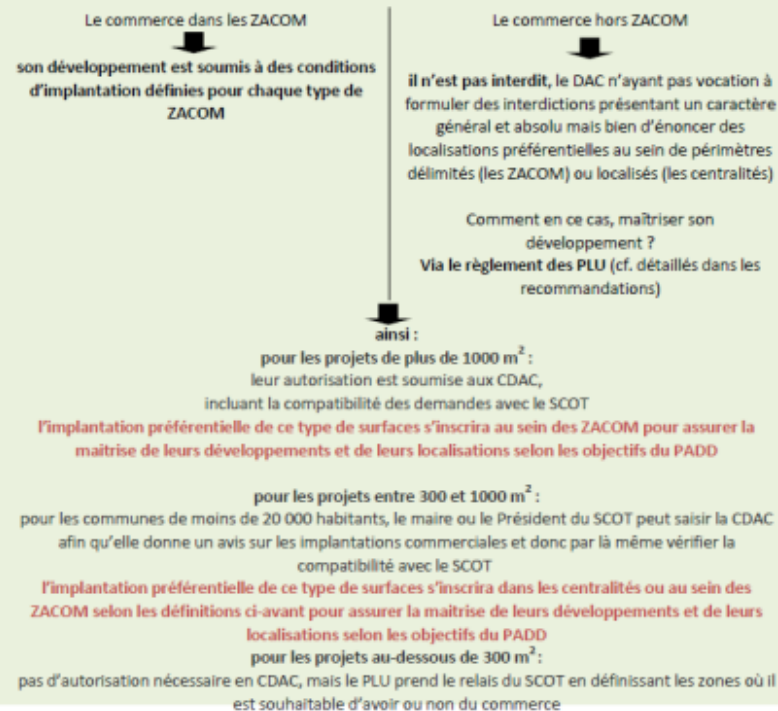 Le commerce dans les ZACOM
son développement est soumis à des conditions
d'implantation définies pour chaque type de
ZACOM
Le commerce hors ZACOM
il n'est pas interdit, le DAC n'ayant pas vocation à
formuler des interdictions présentant un caractère
général et absolu mais bien d'énoncer des
localisations préférentielles au sein de périmètres
délimités (les ZACOM) ou localisés (les centralités)
Comment en ce cas, maîtriser son
développement ?
Via le règlement des PLU (cf. détaillés dans les
recommandations)
ainsi :
pour les projets de plus de 1000 m² :
leur autorisation est soumise aux CDAC,
incluant la compatibilité des demandes avec le SCOT
l'implantation préférentielle de ce type de surfaces s'inscrira au sein des ZACOM pour assurer la
maitrise de leurs développements et de leurs localisations selon les objectifs du PADD
pour les projets entre 300 et 1000 m² :
pour les communes de moins de 20 000 habitants, le maire ou le Président du SCOT peut saisir la CDAC
afin qu'elle donne un avis sur les implantations commerciales et donc par là même vérifier la
compatibilité avec le SCOT
l'implantation préférentielle de ce type de surfaces s'inscrira dans les centralités ou au sein des
ZACOM selon les définitions ci-avant pour assurer la maitrise de leurs développements et de leurs
localisations selon les objectifs du PADD
pour les projets au-dessous de 300 m² :
pas d'autorisation nécessaire en CDAC, mais le PLU prend le relais du SCOT en définissant les zones où il
est souhaitable d'avoir ou non du commerce